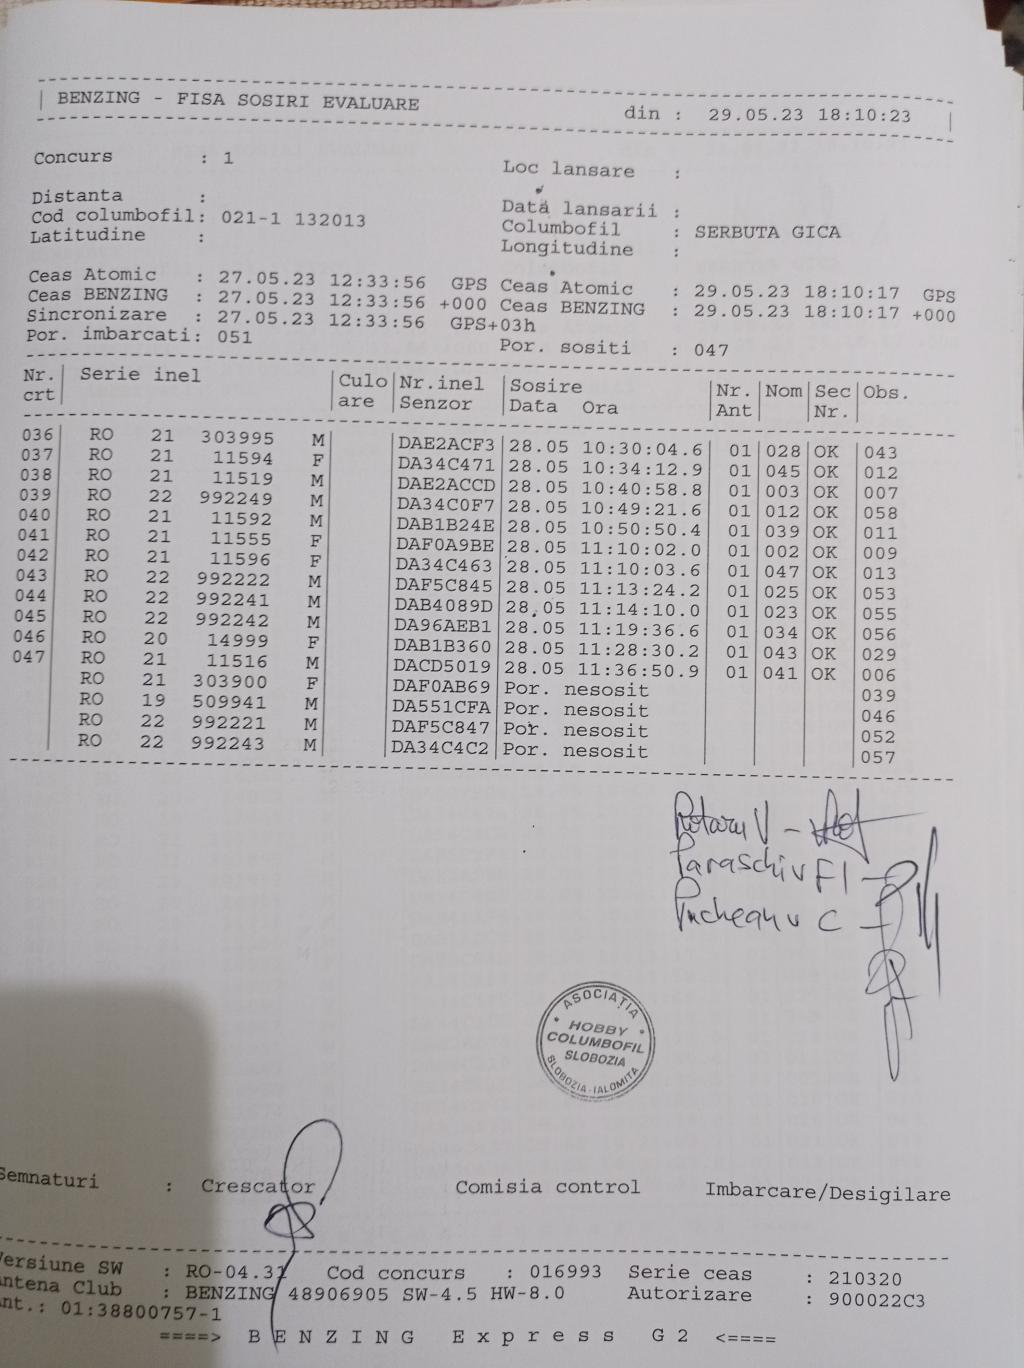 BENZING - FISA SOSIRI EVALUARE din : 29.05.23 18:10:23
Concurs : 1 Loc lansare :
Distanta : Data lansarii :
Cod columbofil: 021-1 132013 Columbofil : SERBUTA GICA
Latitudine : Longitudine :
Ceas Atomic : 27.05.23 12:33:56 GPS Ceas Atomic : 29.05.23 18:10:17 GPS
Ceas BENZING : 27.05.23 12:33:56 +000 Ceas BENZING : 29.05.23 18:10:17 +000
Sincronizare : 27.05.23 12:33:56 GPS+03h
Por. imbarcati: 051 Por. sositi : 047
Nr. crt | Serie inel | Culo are | Nr.inel Senzor | Sosire Data Ora | Nr. Ant | Nom | Sec Nr. | Obs.
036 | RO 21 303995 M | DAE2ACF3 | 28.05 10:30:04.6 | 01 | 028 | OK | 043
037 | RO 21 11594 F | DA34C471 | 28.05 10:34:12.9 | 01 | 045 | OK | 012
038 | RO 21 11519 M | DAE2ACCD | 28.05 10:40:58.8 | 01 | 003 | OK | 007
039 | RO 22 992249 M | DA34C0F7 | 28.05 10:49:21.6 | 01 | 012 | OK | 058
040 | RO 21 11592 M | DAB1B24E | 28.05 10:50:50.4 | 01 | 039 | OK | 011
041 | RO 21 11555 F | DAF0A9BE | 28.05 11:10:02.0 | 01 | 002 | OK | 009
042 | RO 21 11596 F | DA34C463 | 28.05 11:10:03.6 | 01 | 047 | OK | 013
043 | RO 22 992222 M | DAF5C845 | 28.05 11:13:24.2 | 01 | 025 | OK | 053
044 | RO 22 992241 M | DAB4089D | 28.05 11:14:10.0 | 01 | 023 | OK | 055
045 | RO 22 992242 M | DA96AEB1 | 28.05 11:19:36.6 | 01 | 034 | OK | 056
046 | RO 20 14999 F | DAB1B360 | 28.05 11:28:30.2 | 01 | 043 | OK | 029
047 | RO 21 11516 M | DACD5019 | 28.05 11:36:50.9 | 01 | 041 | OK | 006
RO 21 303900 F | DAF0AB69 | Por. nesosit | 039
RO 19 509941 M | DA551CFA | Por. nesosit | 046
RO 22 992221 M | DAF5C847 | Por. nesosit | 052
RO 22 992243 M | DA34C4C2 | Por. nesosit | 057
Rotaru V -
Paraschiv Fl -
Pucheanu C -
ASOCIAŢIA
HOBBY
COLUMBOFIL
SLOBOZIA
SLOBOZIA-IALOMIȚA
Semnaturi : Crescator Comisia control Imbarcare/Desigilare
Versiune SW : RO-04.31 Cod concurs : 016993 Serie ceas : 210320
Antena Club : BENZING 48906905 SW-4.5 HW-8.0 Autorizare : 900022C3
Ant.: 01:38800757-1
====> BENZING Express G2 <====